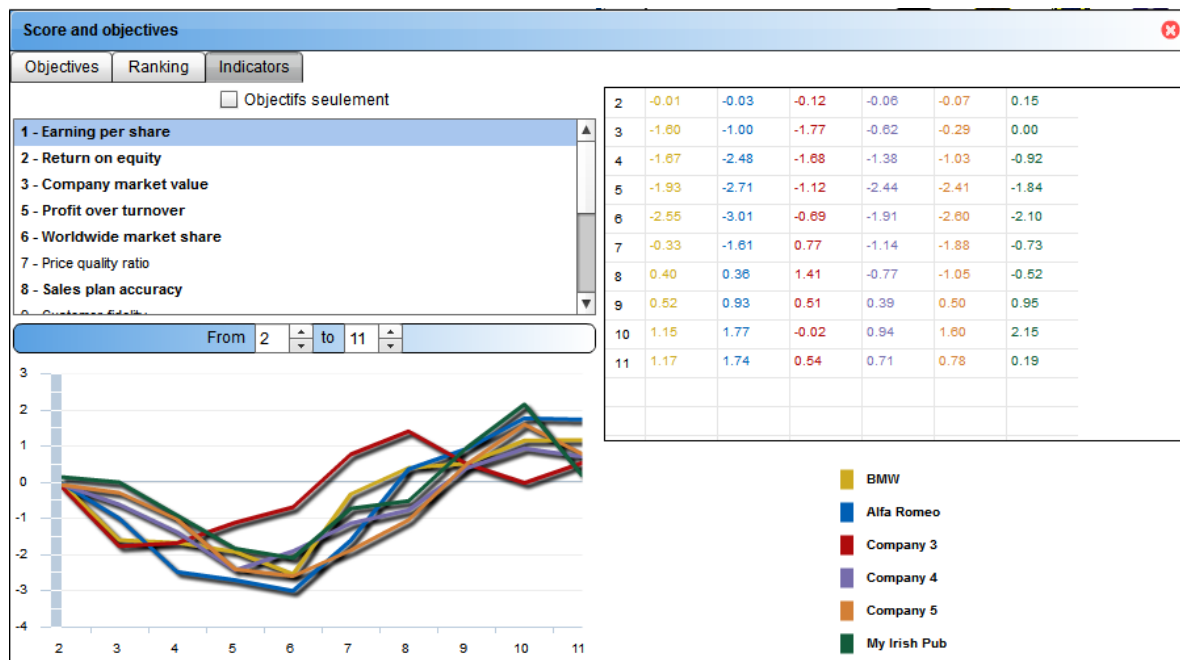 Score and objectives
Objectives Ranking Indicators
Objectifs seulement
1 - Earning per share
2 - Return on equity
3 - Company market value
5 - Profit over turnover
6 - Worldwide market share
7 - Price quality ratio
8 - Sales plan accuracy
From 2 to 11
3
2
1
0
-1
-2
-3
-4
2 3 4 5 6 7 8 9 10 11
2 -0.01 -0.03 -0.12 -0.06 -0.07 0.15
3 -1.60 -1.00 -1.77 -0.62 -0.29 0.00
4 -1.67 -2.48 -1.68 -1.38 -1.03 -0.92
5 -1.93 -2.71 -1.12 -2.44 -2.41 -1.84
6 -2.55 -3.01 -0.69 -1.91 -2.60 -2.10
7 -0.33 -1.61 0.77 -1.14 -1.88 -0.73
8 0.40 0.36 1.41 -0.77 -1.05 -0.52
9 0.52 0.93 0.51 0.39 0.50 0.95
10 1.15 1.77 -0.02 0.94 1.60 2.15
11 1.17 1.74 0.54 0.71 0.78 0.19
BMW
Alfa Romeo
Company 3
Company 4
Company 5
My Irish Pub